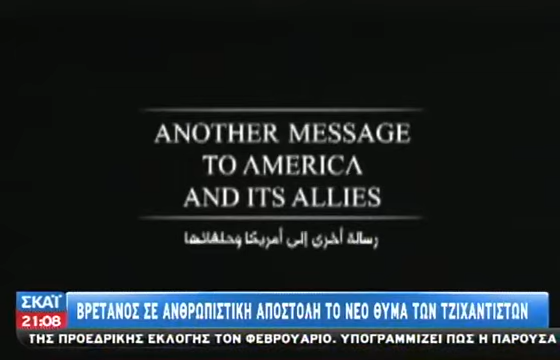 ANOTHER MESSAGE
TO AMERICA
AND ITS ALLIES
رسالة أخرى إلى أمريكا وحلفائها
ΣΚΑΪ
21:08
ΒΡΕΤΑΝΟΣ ΣΕ ΑΝΘΡΩΠΙΣΤΙΚΗ ΑΠΟΣΤΟΛΗ ΤΟ ΝΕΟ ΘΥΜΑ ΤΩΝ ΤΖΙΧΑΝΤΙΣΤΩΝ
ΤΗΣ ΠΡΟΕΔΡΙΚΗΣ ΕΚΛΟΓΗΣ ΤΟΝ ΦΕΒΡΟΥΑΡΙΟ. ΥΠΟΓΡΑΜΜΙΖΕΙ ΠΩΣ Η ΠΑΡΟΥΣΑ